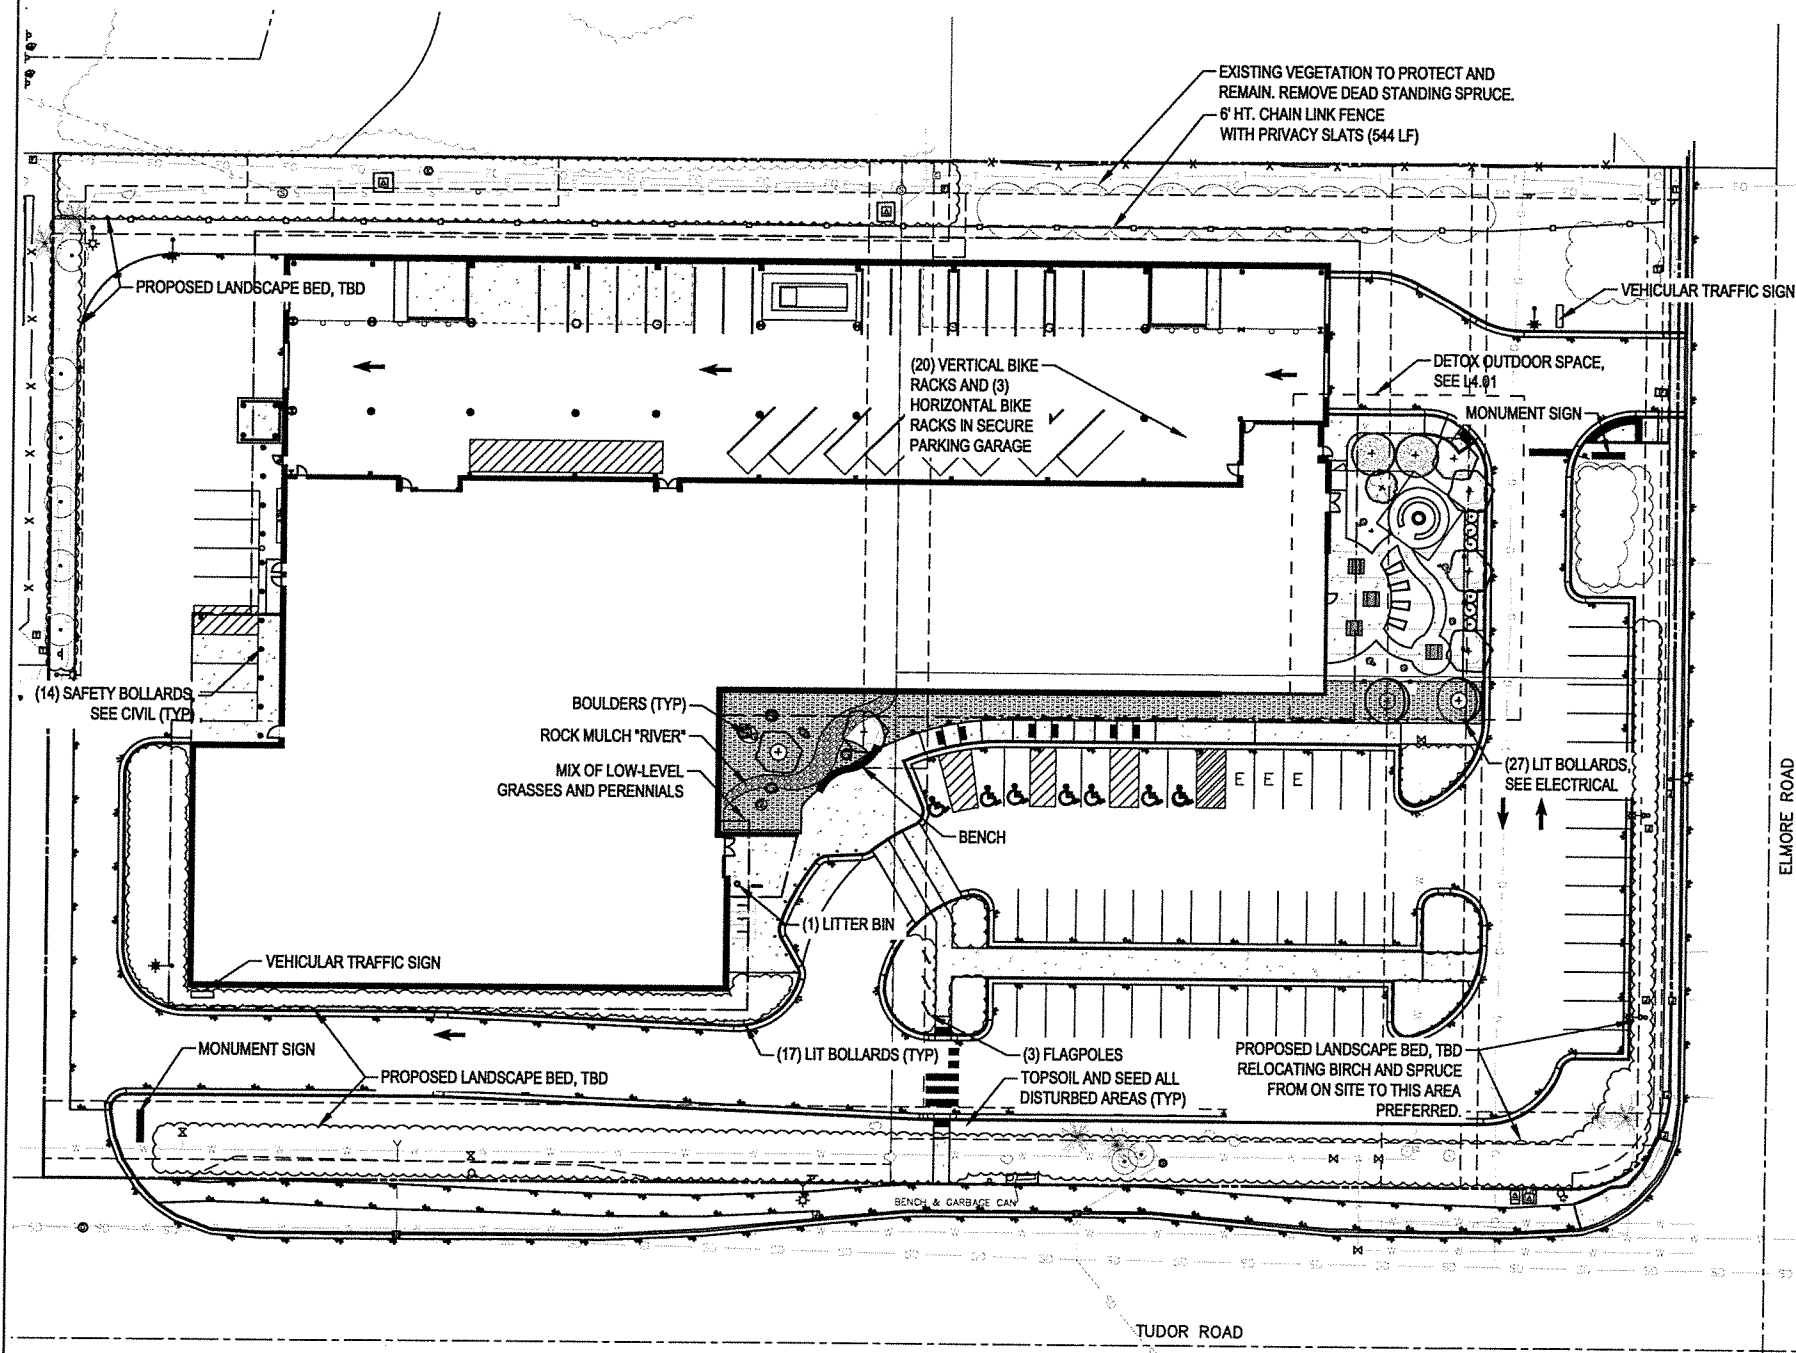 EXISTING VEGETATION TO PROTECT AND
REMAIN. REMOVE DEAD STANDING SPRUCE.
6' HT. CHAIN LINK FENCE
WITH PRIVACY SLATS (544 LF)
PROPOSED LANDSCAPE BED, TBD
VEHICULAR TRAFFIC SIGN
(20) VERTICAL BIKE
RACKS AND (3)
HORIZONTAL BIKE
RACKS IN SECURE
PARKING GARAGE
DETOX OUTDOOR SPACE,
SEE L4.01
MONUMENT SIGN
(14) SAFETY BOLLARDS,
SEE CIVIL (TYP)
BOULDERS (TYP)
ROCK MULCH "RIVER"
MIX OF LOW-LEVEL
GRASSES AND PERENNIALS
E E E
(27) LIT BOLLARDS,
SEE ELECTRICAL
BENCH
ELMORE ROAD
(1) LITTER BIN
VEHICULAR TRAFFIC SIGN
MONUMENT SIGN
PROPOSED LANDSCAPE BED, TBD
(17) LIT BOLLARDS (TYP)
(3) FLAGPOLES
TOPSOIL AND SEED ALL
DISTURBED AREAS (TYP)
PROPOSED LANDSCAPE BED, TBD
RELOCATING BIRCH AND SPRUCE
FROM ON SITE TO THIS AREA
PREFERRED.
BENCH & GARBAGE CAN
TUDOR ROAD